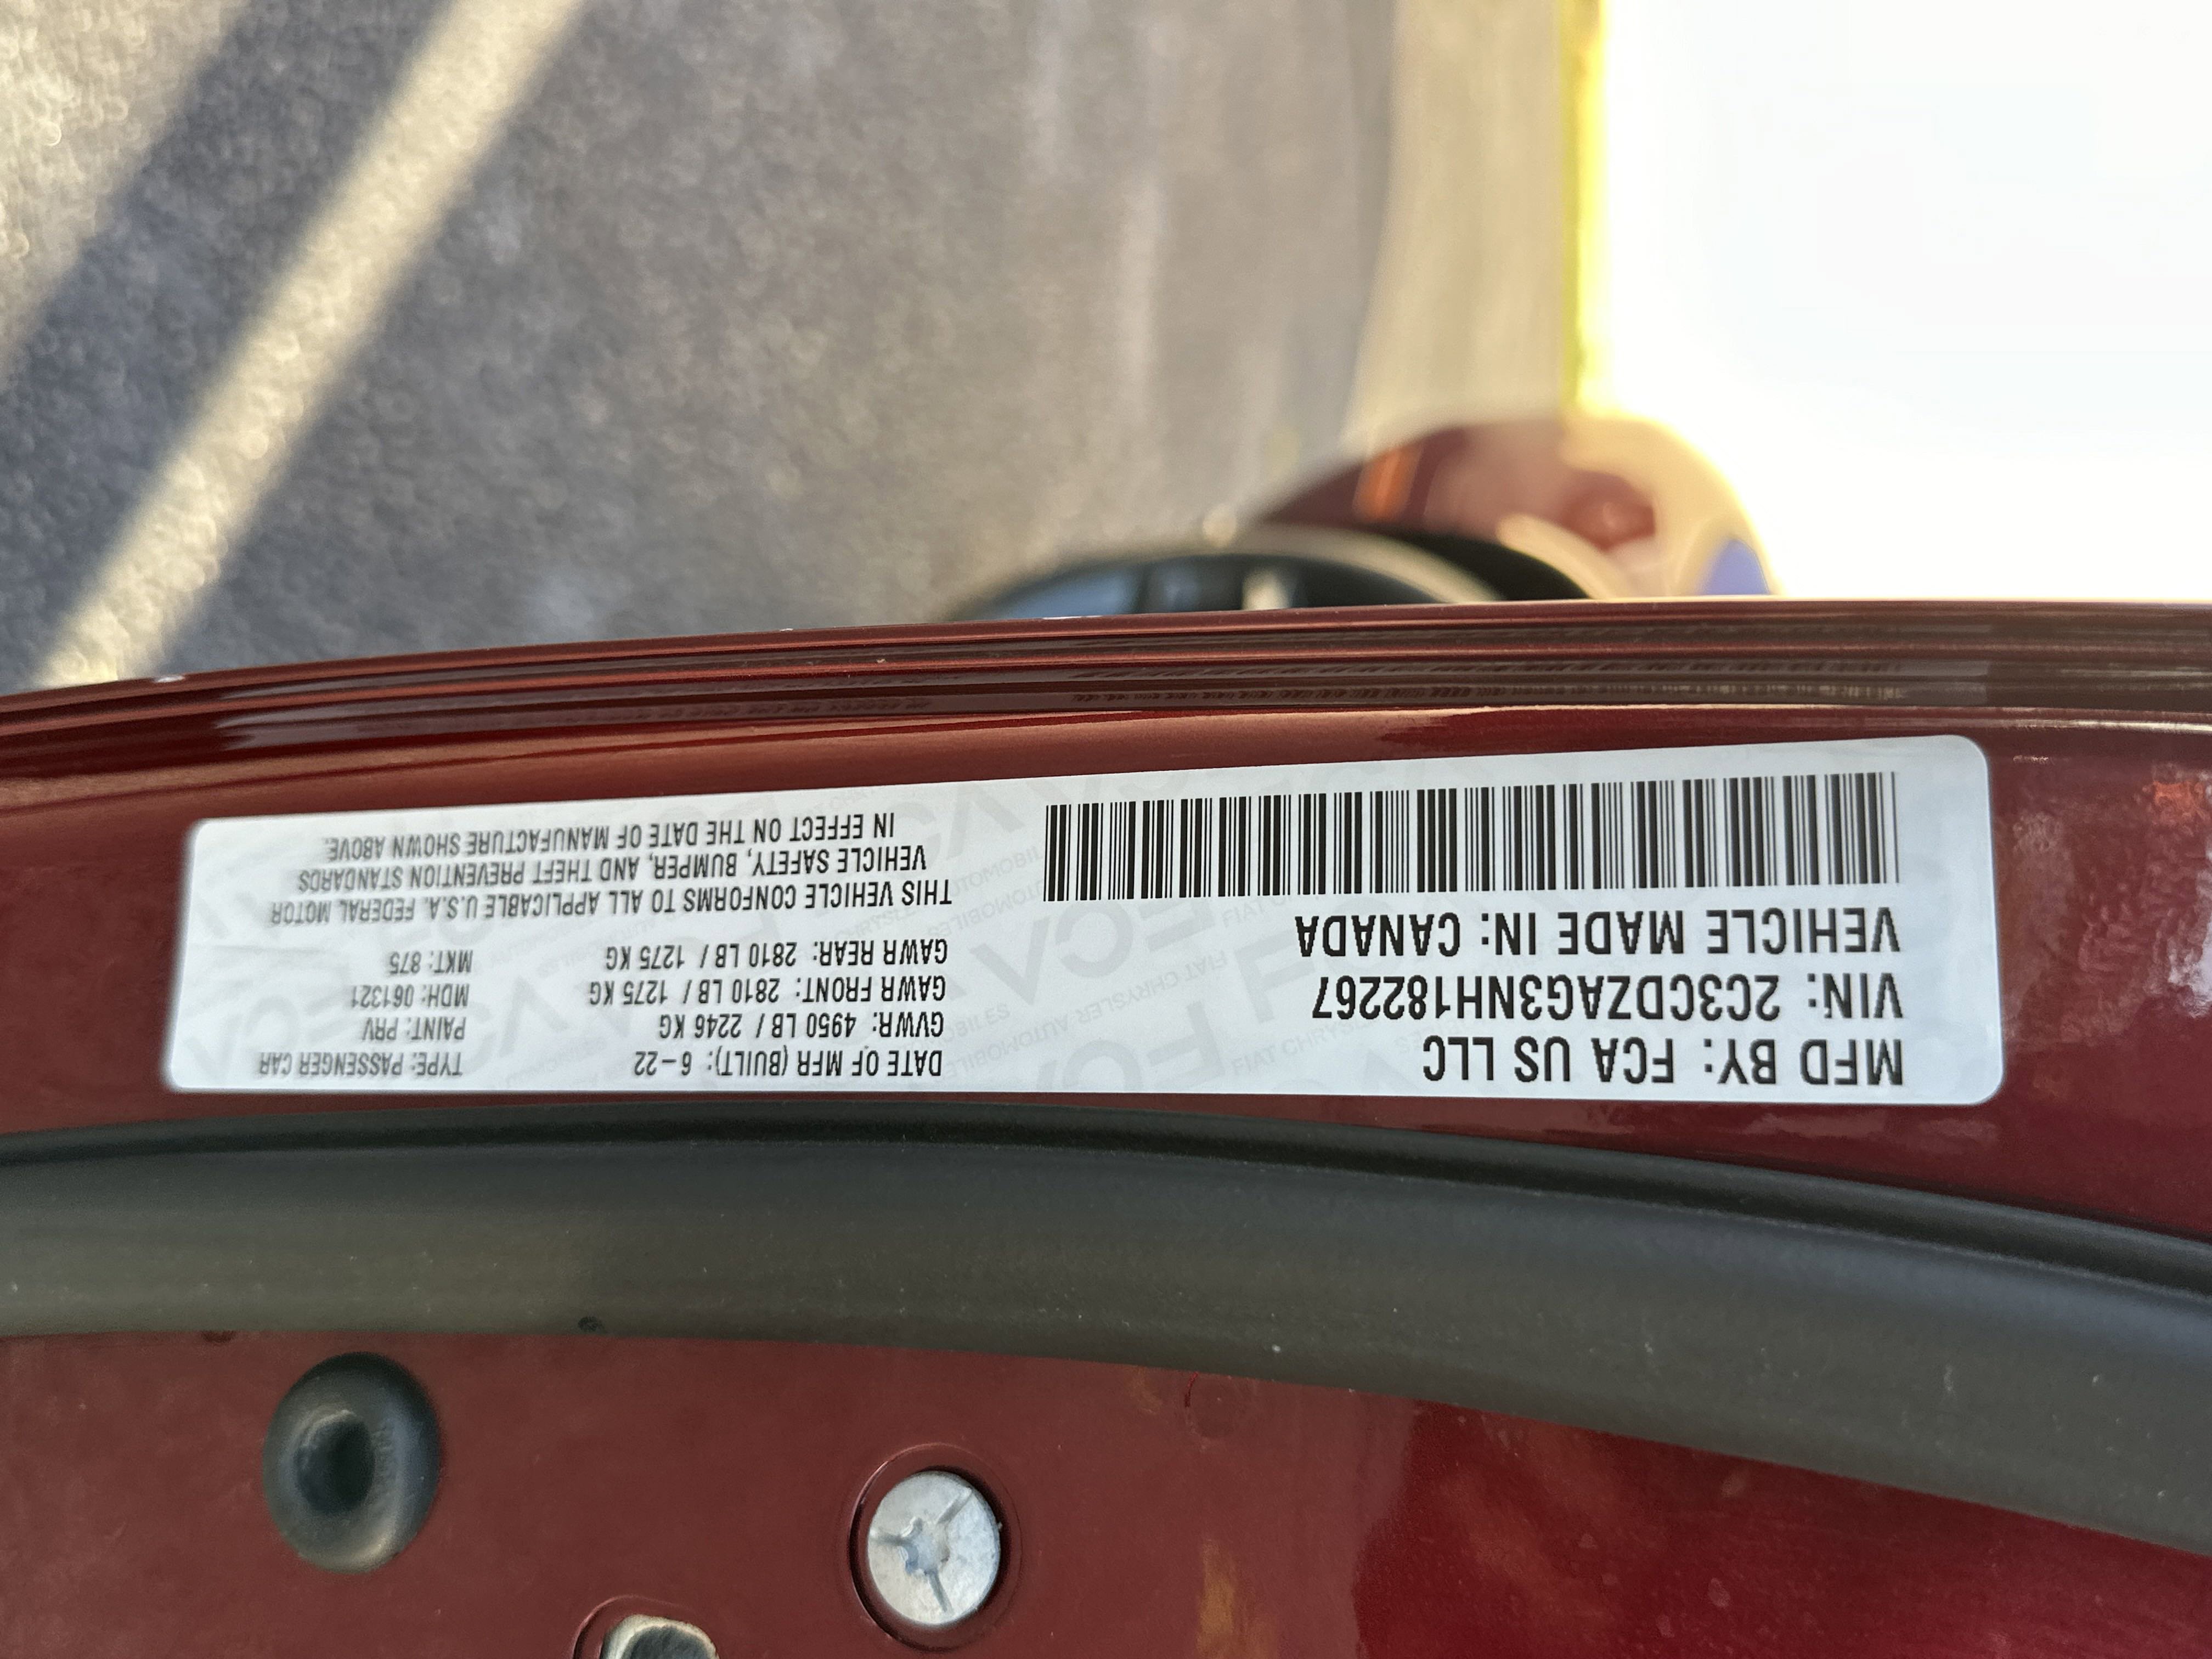 MFD BY: FCA US LLC
VIN: 2C3CDZAG3NH182267
VEHICLE MADE IN: CANADA
DATE OF MFR (BUILT): 6-22 TYPE: PASSENGER CAR
GVWR: 4950 LB / 2246 KG PAINT: PRV
GAWR FRONT: 2810 LB / 1275 KG MDH: 061321
GAWR REAR: 2810 LB / 1275 KG MKT: 875
THIS VEHICLE CONFORMS TO ALL APPLICABLE U.S.A. FEDERAL MOTOR
VEHICLE SAFETY, BUMPER, AND THEFT PREVENTION STANDARDS
IN EFFECT ON THE DATE OF MANUFACTURE SHOWN ABOVE.